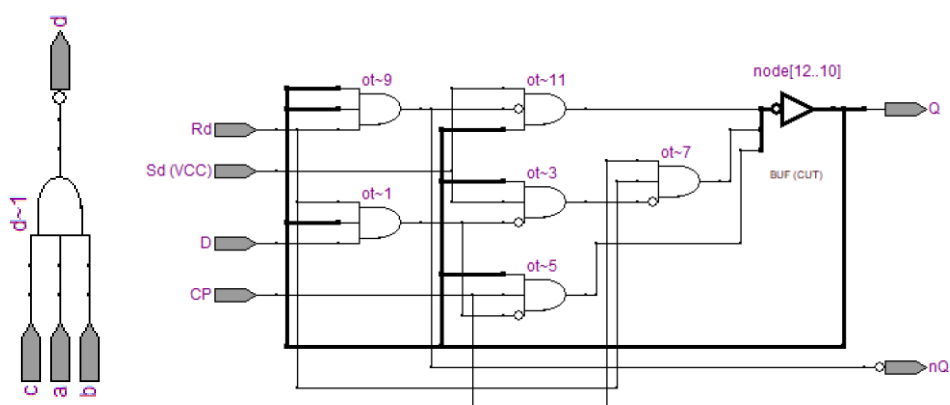 d
d~1
c
a
b
node[12..10]
ot~9
ot~11
Q
Rd
Sd (VCC)
ot~3
ot~7
BUF (CUT)
ot~1
D
ot~5
CP
nQ